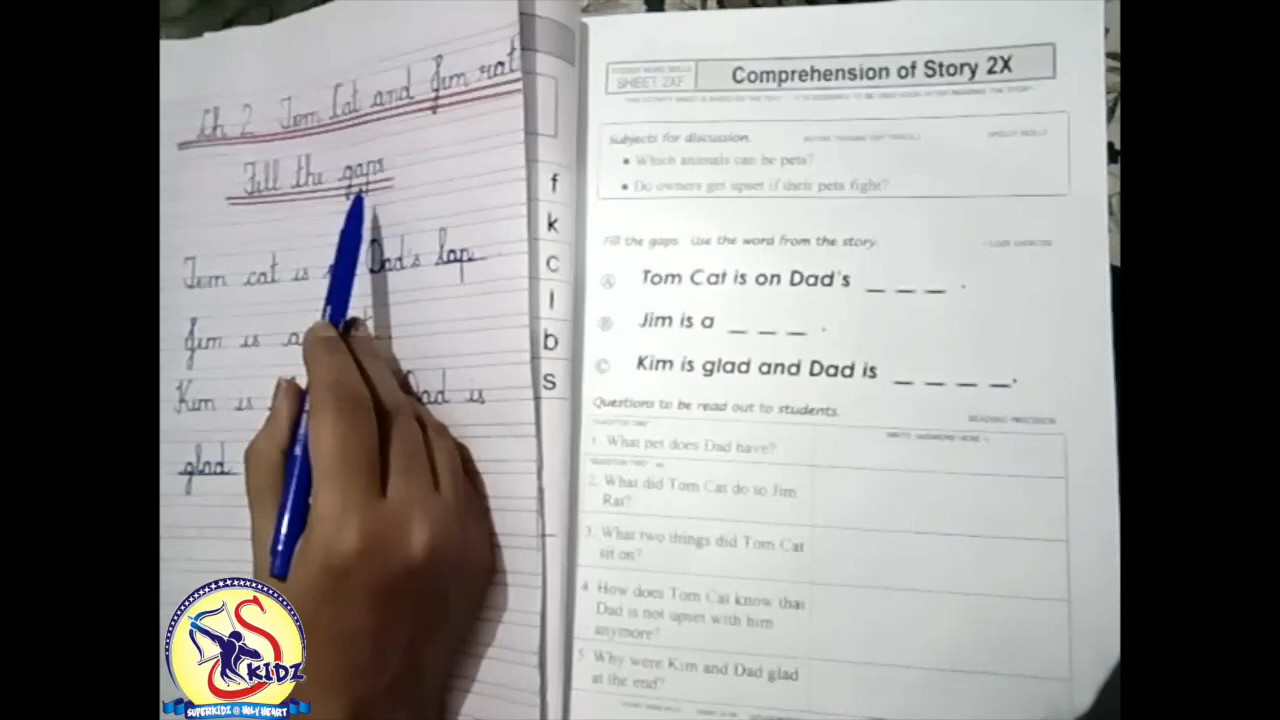 Ch 2 Tom Cat and Jim rat
Fill the gaps
Tom cat is Dad's lap
Jim is a
Kim is Dad is
glad
f
k
c
l
b
s
SHEET 2XF
Comprehension of Story 2X
Subjects for discussion.
• Which animals can be pets?
• Do owners get upset if their pets fight?
Fill the gaps. Use the word from the story.
A Tom Cat is on Dad's _ _ _ .
B Jim is a _ _ _ .
C Kim is glad and Dad is _ _ _ _.
Questions to be read out to students.
READING PRECISION
WRITE ANSWERS HERE
1. What pet does Dad have?
2. What did Tom Cat do to Jim
Rat?
3. What two things did Tom Cat
sit on?
4. How does Tom Cat know that
Dad is not upset with him
anymore?
5 Why were Kim and Dad glad
at the end?
S KIDZ
SUPERKIDZ @ HOLY HEART